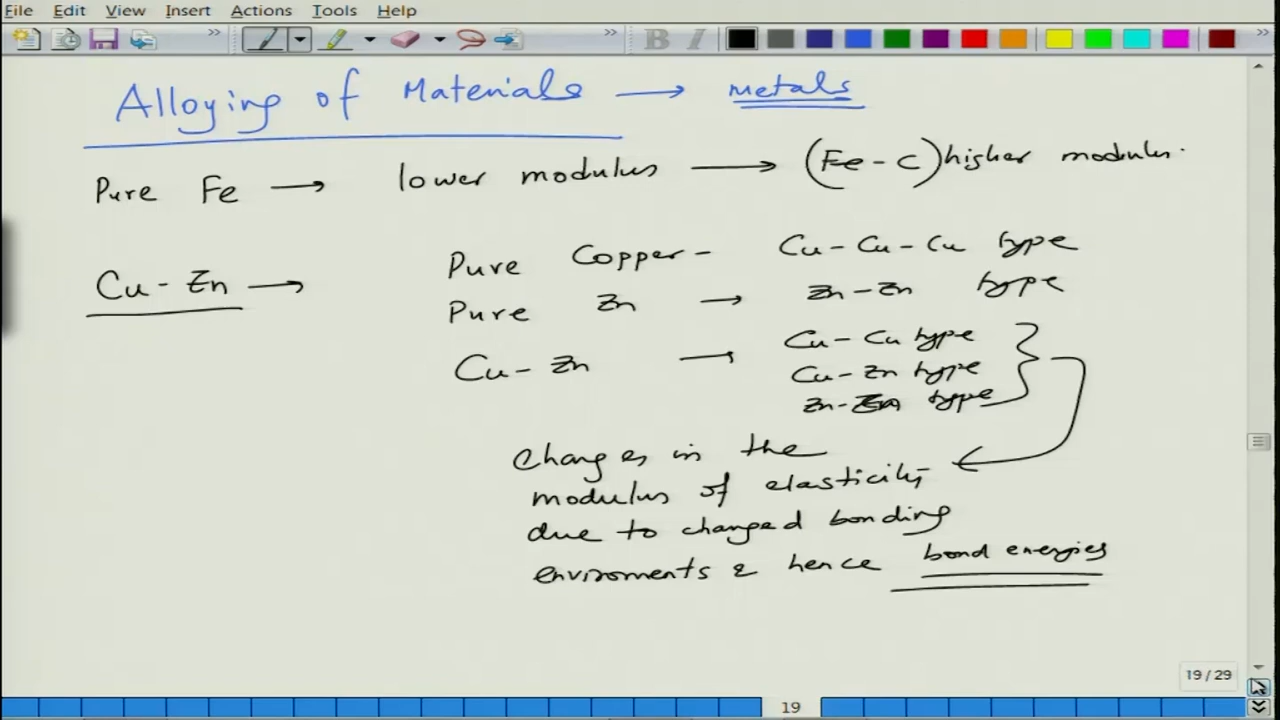 File Edit View Insert Actions Tools Help
B I
Alloying of Materials → metals
Pure Fe → lower modulus → (Fe - C) higher modulus.
Cu - Zn →
Pure Copper - Cu - Cu - Cu type
Pure Zn → Zn - Zn type
Cu - Zn → Cu - Cu type
Cu - Zn type
Zn - Zn type
Changes in the
modulus of elasticity
due to changed bonding
enviroments & hence bond energies
19 / 29
19